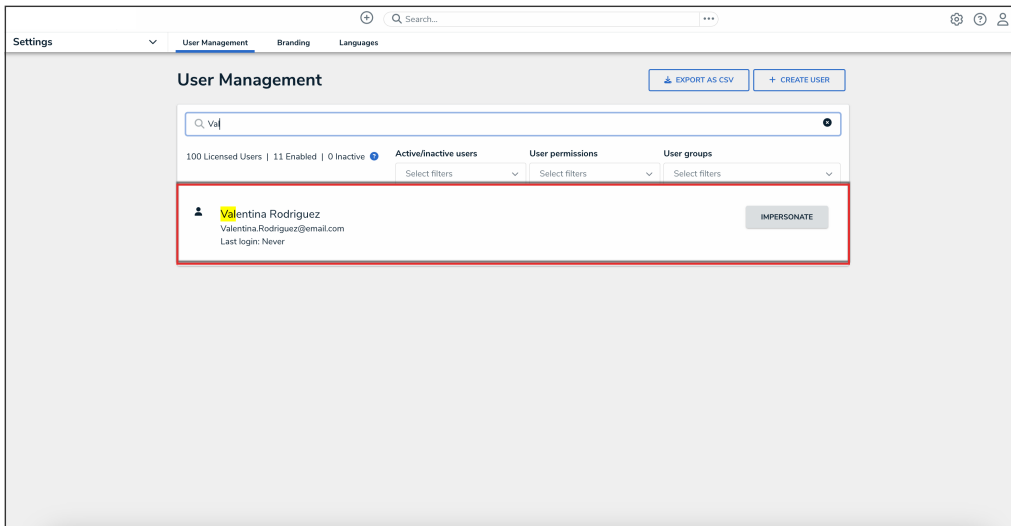 Search...
Settings
User Management Branding Languages
User Management
EXPORT AS CSV
+ CREATE USER
Val
100 Licensed Users | 11 Enabled | 0 Inactive
Active/inactive users User permissions User groups
Select filters Select filters Select filters
Valentina Rodriguez
Valentina.Rodriguez@email.com
Last login: Never
IMPERSONATE